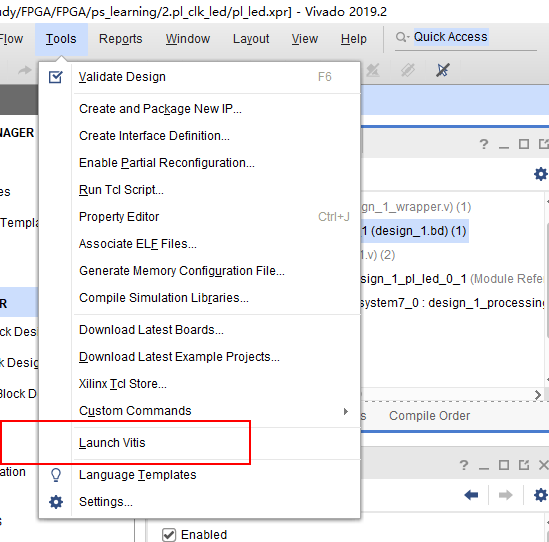 udy/FPGA/FPGA/ps_learning/2.pl_clk_led/pl_led.xpr] - Vivado 2019.2
Flow Tools Reports Window Layout View Help Quick Access
Validate Design F6
Create and Package New IP...
Create Interface Definition...
Enable Partial Reconfiguration...
Run Tcl Script...
Property Editor Ctrl+J
Associate ELF Files...
Generate Memory Configuration File...
Compile Simulation Libraries...
Download Latest Boards...
Download Latest Example Projects...
Xilinx Tcl Store...
Custom Commands
Launch Vitis
Language Templates
Settings...
NAGER
es
Templa
R
ck Des
k Desig
Block D
ation
s
ign_1_wrapper.v) (1)
1 (design_1.bd) (1)
1.v) (2)
sign_1_pl_led_0_1 (Module Refe
system7_0 : design_1_processing
s Compile Order
Enabled